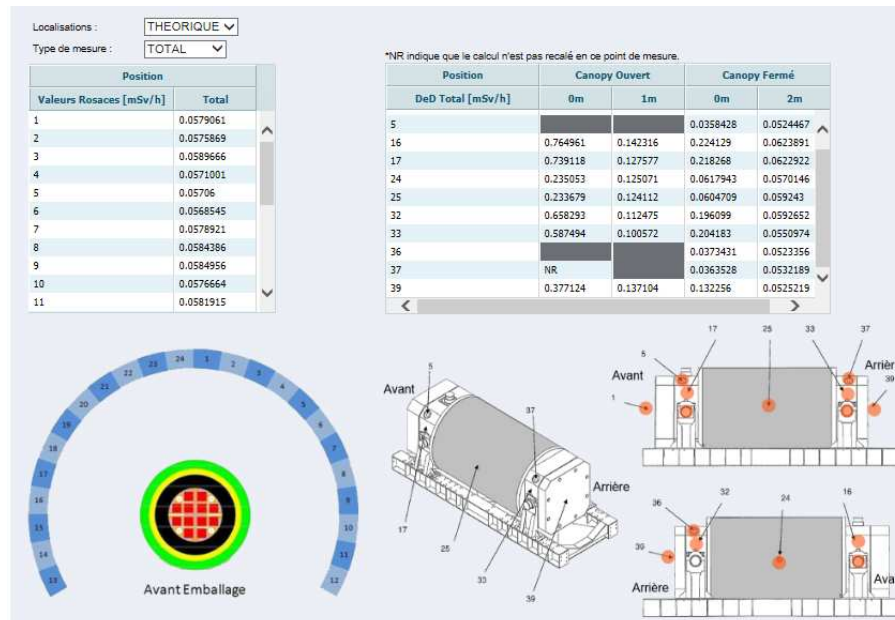 Localisations : THEORIQUE
Type de mesure : TOTAL
Position
Valeurs Rosaces [mSv/h] Total
1 0.0579061
2 0.0575869
3 0.0589666
4 0.0571001
5 0.05706
6 0.0568545
7 0.0578921
8 0.0584386
9 0.0584956
10 0.0576664
11 0.0581915
*NR indique que le calcul n'est pas recalé en ce point de mesure.
Position Canopy Ouvert Canopy Fermé
DeD Total [mSv/h] 0m 1m 0m 2m
5 0.0358428 0.0524467
16 0.764961 0.142316 0.224129 0.0623891
17 0.739118 0.127577 0.218268 0.0622922
24 0.235053 0.125071 0.0617943 0.0570146
25 0.233679 0.124112 0.0604709 0.059243
32 0.658293 0.112475 0.196099 0.0592652
33 0.587494 0.100572 0.204183 0.0550974
36 0.0373431 0.0523356
37 NR 0.0363528 0.0532189
39 0.377124 0.137104 0.132256 0.0525219
24 1 2 3 4 5 6 7 8 9 10 11 12
23 22 21 20 19 18 17 16 15 14 13
Avant Emballage
Avant
5
37
Arrière
17
25
33
39
17 25 33 37
5
Avant
Arrière
1
39
36 32 24 16
39
Arrière
Ava